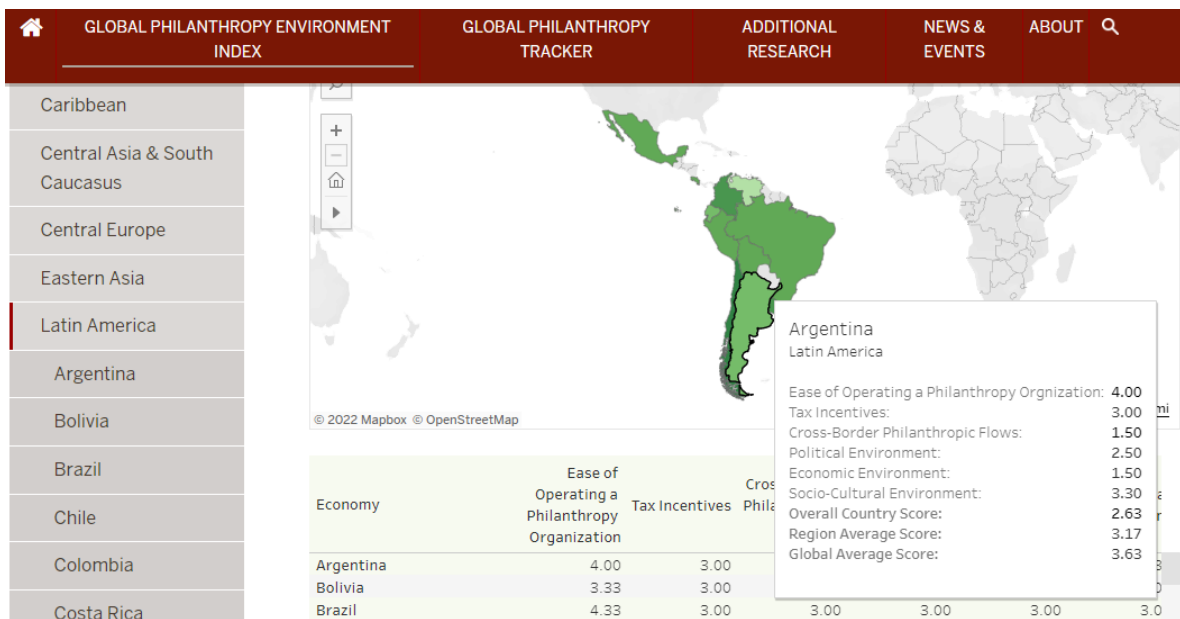 GLOBAL PHILANTHROPY ENVIRONMENT
INDEX
GLOBAL PHILANTHROPY
TRACKER
ADDITIONAL
RESEARCH
NEWS &
EVENTS
ABOUT
Caribbean
Central Asia & South
Caucasus
Central Europe
Eastern Asia
Latin America
Argentina
Bolivia
Brazil
Chile
Colombia
Costa Rica
© 2022 Mapbox © OpenStreetMap
mi
Argentina
Latin America
Ease of Operating a Philanthropy Orgnization: 4.00
Tax Incentives: 3.00
Cross-Border Philanthropic Flows: 1.50
Political Environment: 2.50
Economic Environment: 1.50
Socio-Cultural Environment: 3.30
Overall Country Score: 2.63
Region Average Score: 3.17
Global Average Score: 3.63
Economy
Ease of
Operating a
Philanthropy
Organization
Tax Incentives
Cros
Phila
Argentina 4.00 3.00
Bolivia 3.33 3.00
Brazil 4.33 3.00 3.00 3.00 3.00 3.0